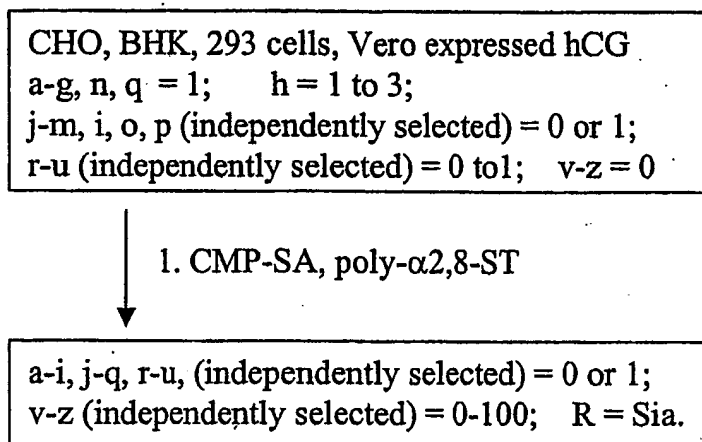 CHO, BHK, 293 cells, Vero expressed hCG
a-g, n, q = 1; h = 1 to 3;
j-m, i, o, p (independently selected) = 0 or 1;
r-u (independently selected) = 0 to1; v-z = 0
1. CMP-SA, poly-α2,8-ST
a-i, j-q, r-u, (independently selected) = 0 or 1;
v-z (independently selected) = 0-100; R = Sia.